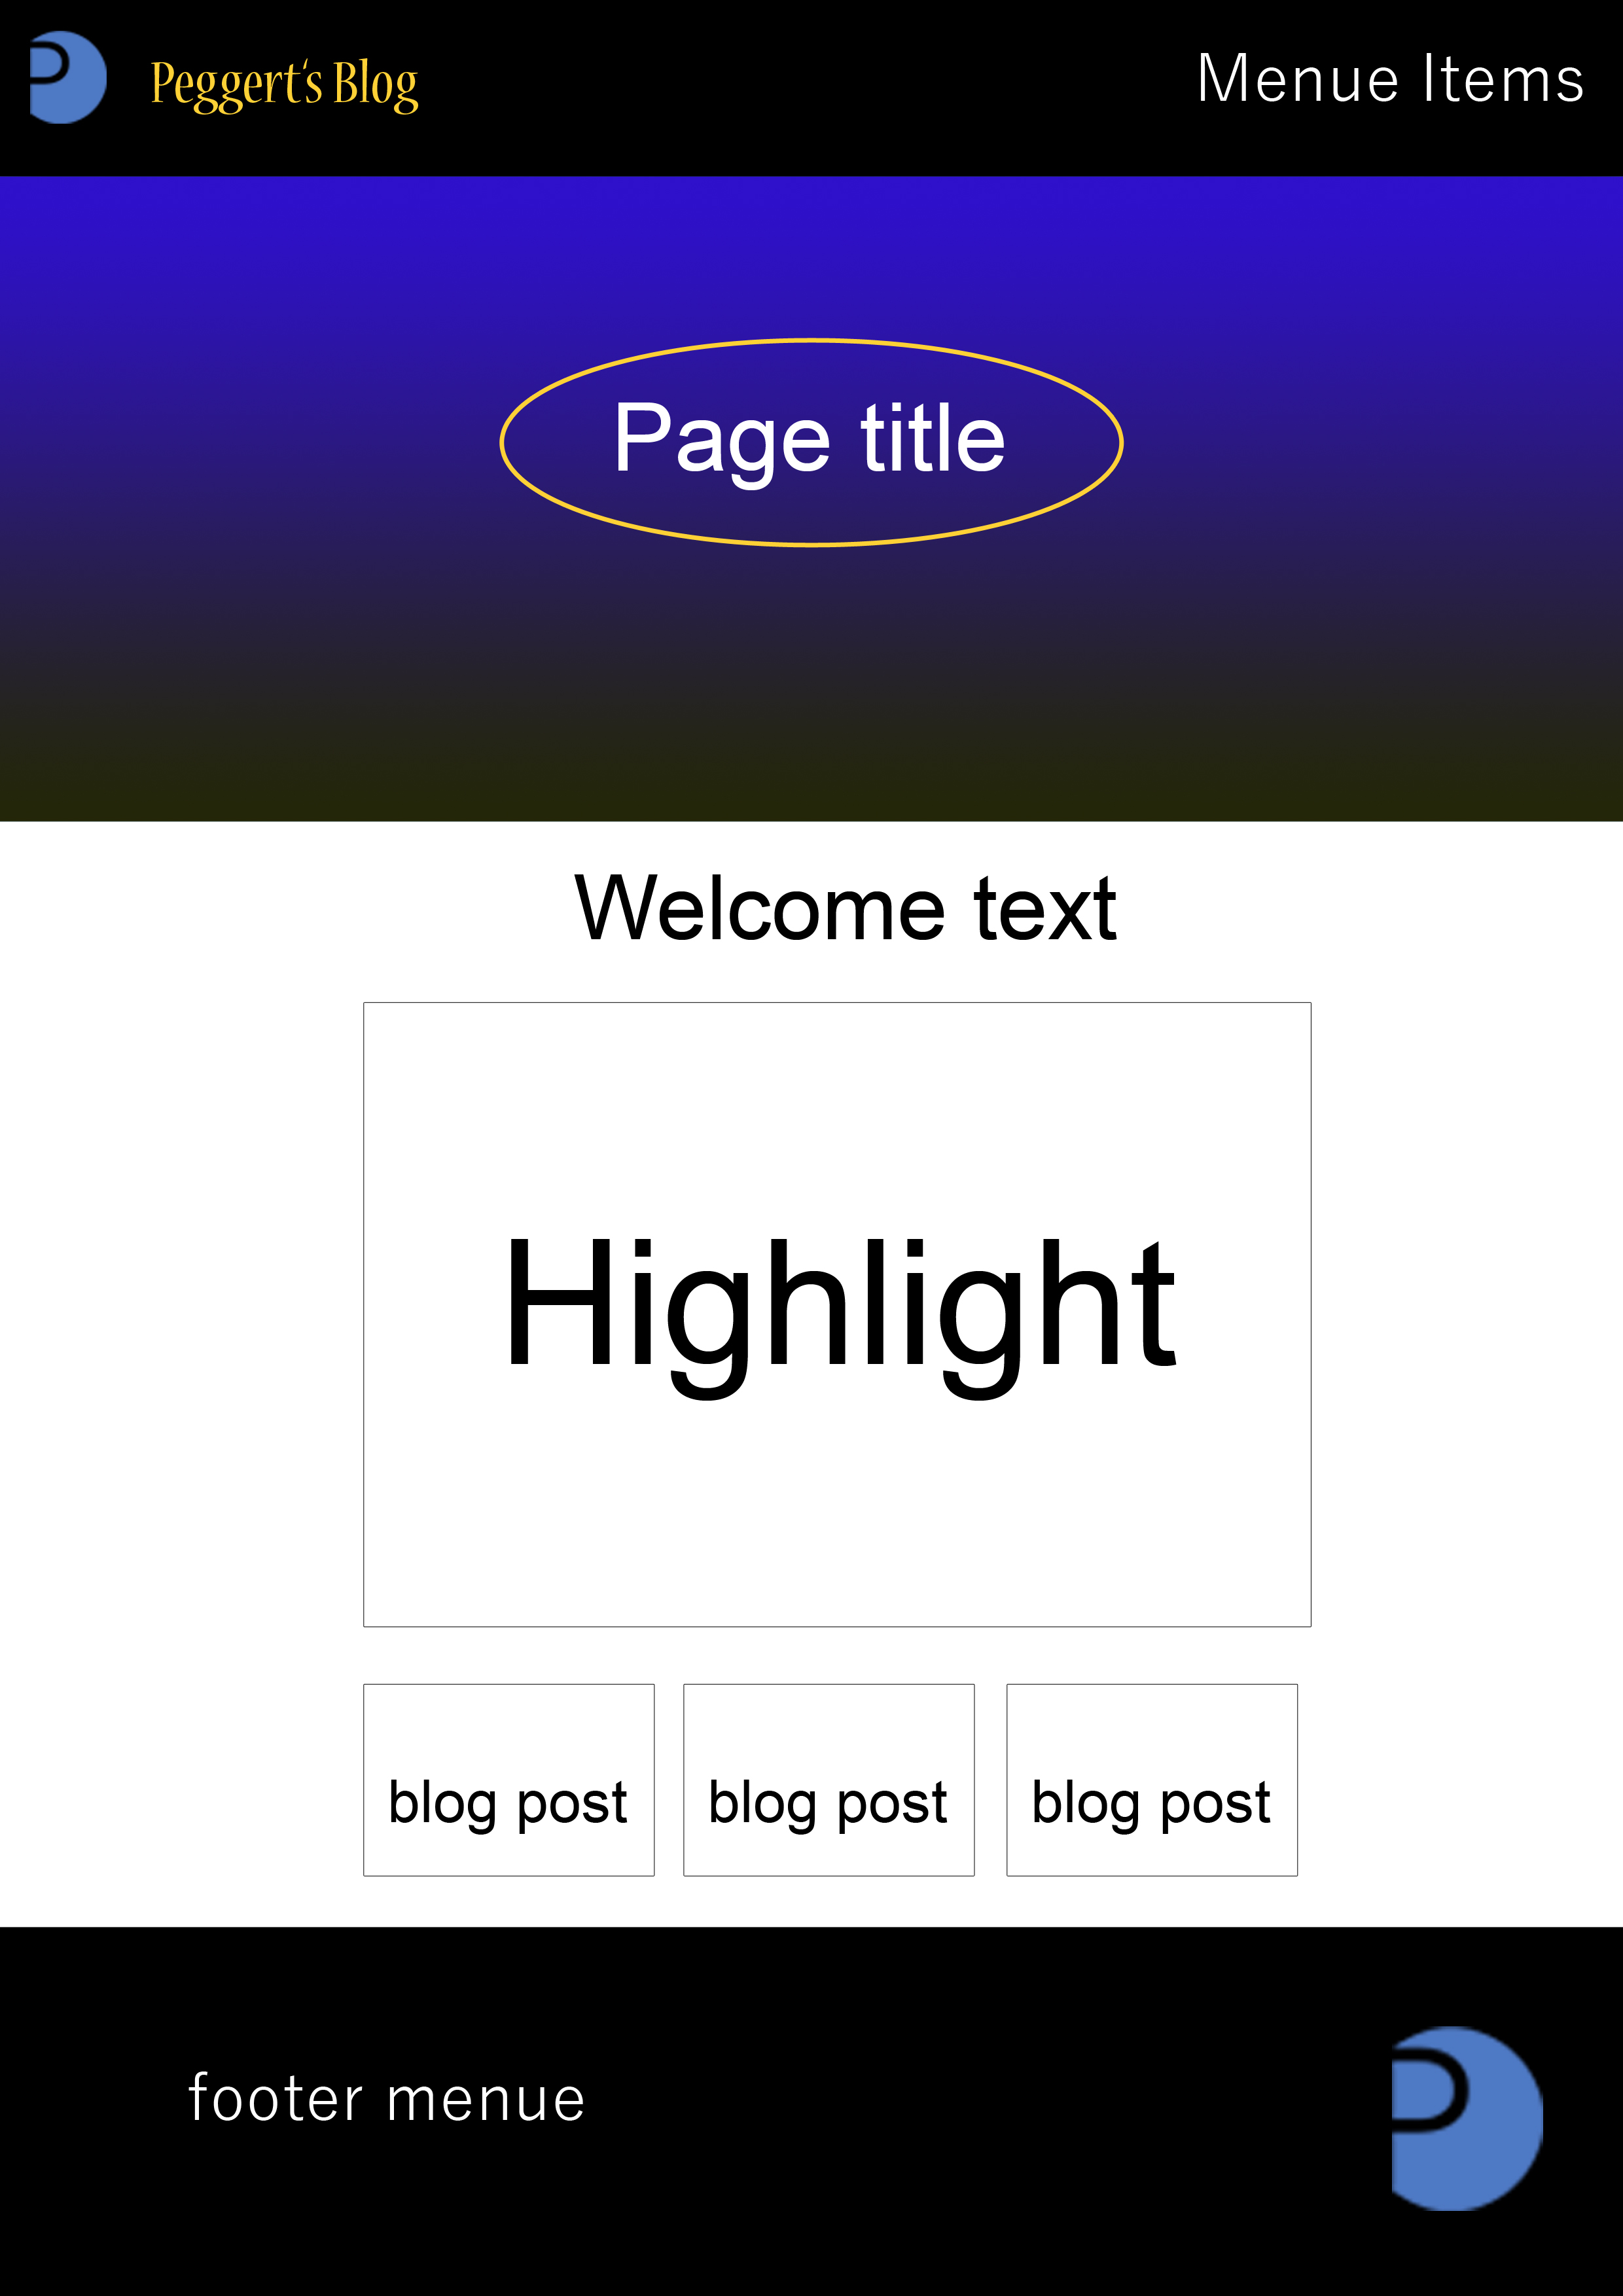 P Peggert‘s Blog Menue Items
Page title
Welcome text
Highlight
blog post blog post blog post
footer menue P